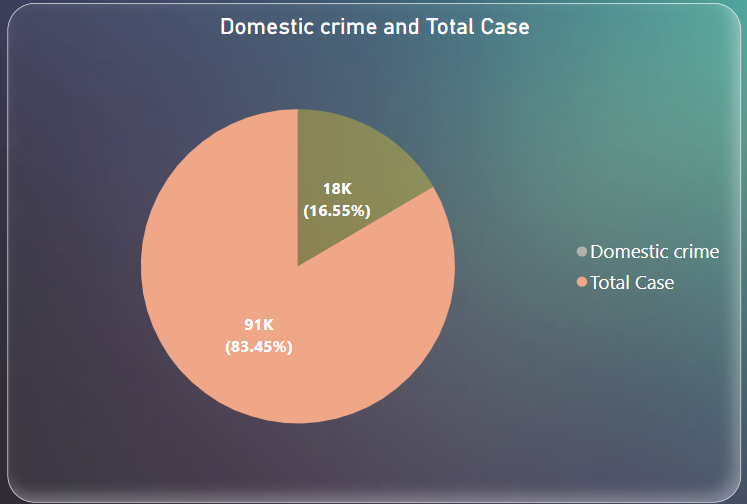 Domestic crime and Total Case
18K
(16.55%)
91K
(83.45%)
Domestic crime
Total Case